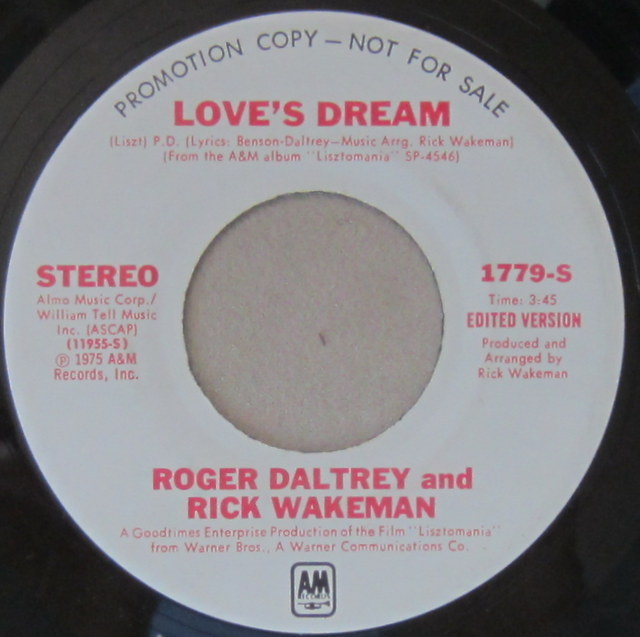 PROMOTION COPY — NOT FOR SALE
LOVE'S DREAM
(Liszt) P.D. (Lyrics: Benson-Daltrey—Music Arrg. Rick Wakeman)
(From the A&M album "Lisztomania" SP-4546)
STEREO
Almo Music Corp./
William Tell Music
Inc. (ASCAP)
(11955-S)
℗ 1975 A&M
Records, Inc.
1779-S
Time: 3:45
EDITED VERSION
Produced and
Arranged by
Rick Wakeman
ROGER DALTREY and
RICK WAKEMAN
A Goodtimes Enterprise Production of the Film "Lisztomania"
from Warner Bros., A Warner Communications Co.
AM
RECORDS